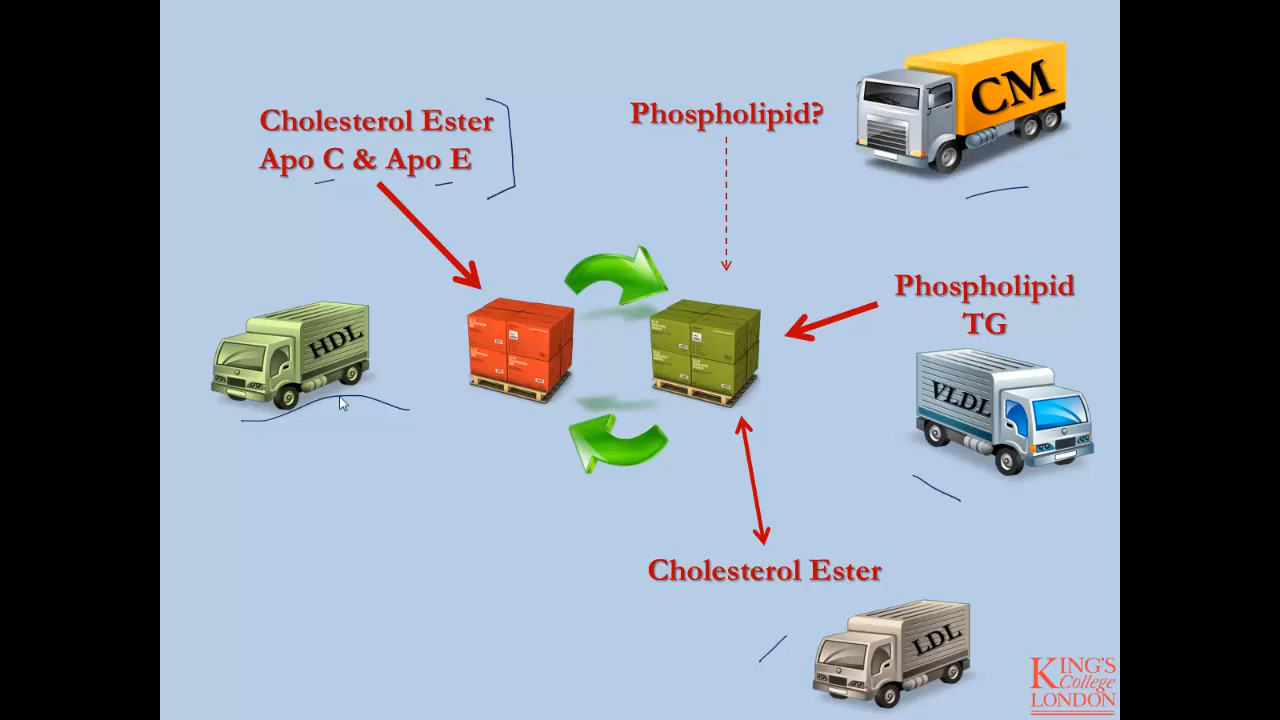 Cholesterol Ester
Apo C & Apo E
Phospholipid?
CM
Phospholipid
TG
HDL
VLDL
Cholesterol Ester
LDL
KING'S
College
LONDON